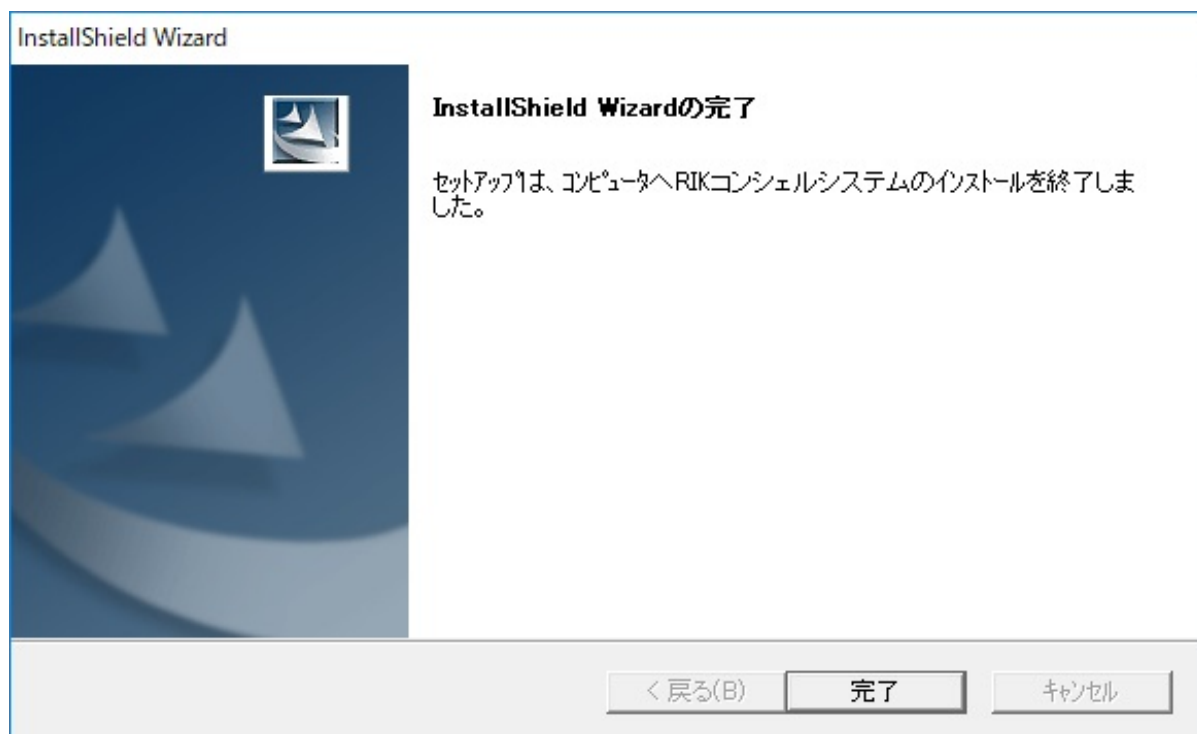 InstallShield Wizard
InstallShield Wizardの完了
セットアップは、コンピュータへRIKコンシェルシステムのインストールを終了しま
した。
< 戻る(B)
完了
キャンセル